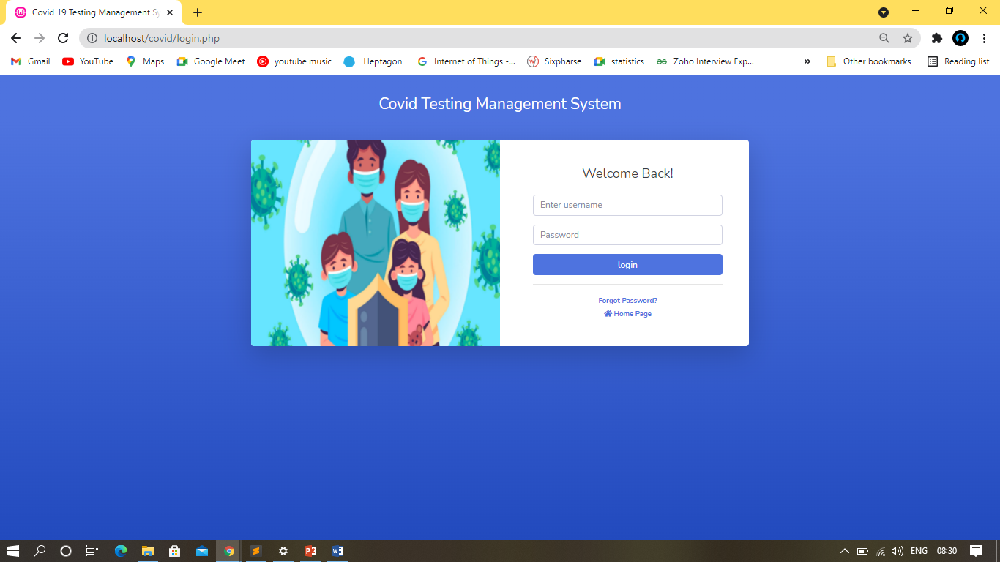 Covid 19 Testing Management S
localhost/covid/login.php
Gmail YouTube Maps Google Meet youtube music Heptagon Internet of Things -... Sixpharse statistics Zoho Interview Exp... » Other bookmarks Reading list
Covid Testing Management System
Welcome Back!
Enter username
Password
login
Forgot Password?
Home Page
ENG 08:30